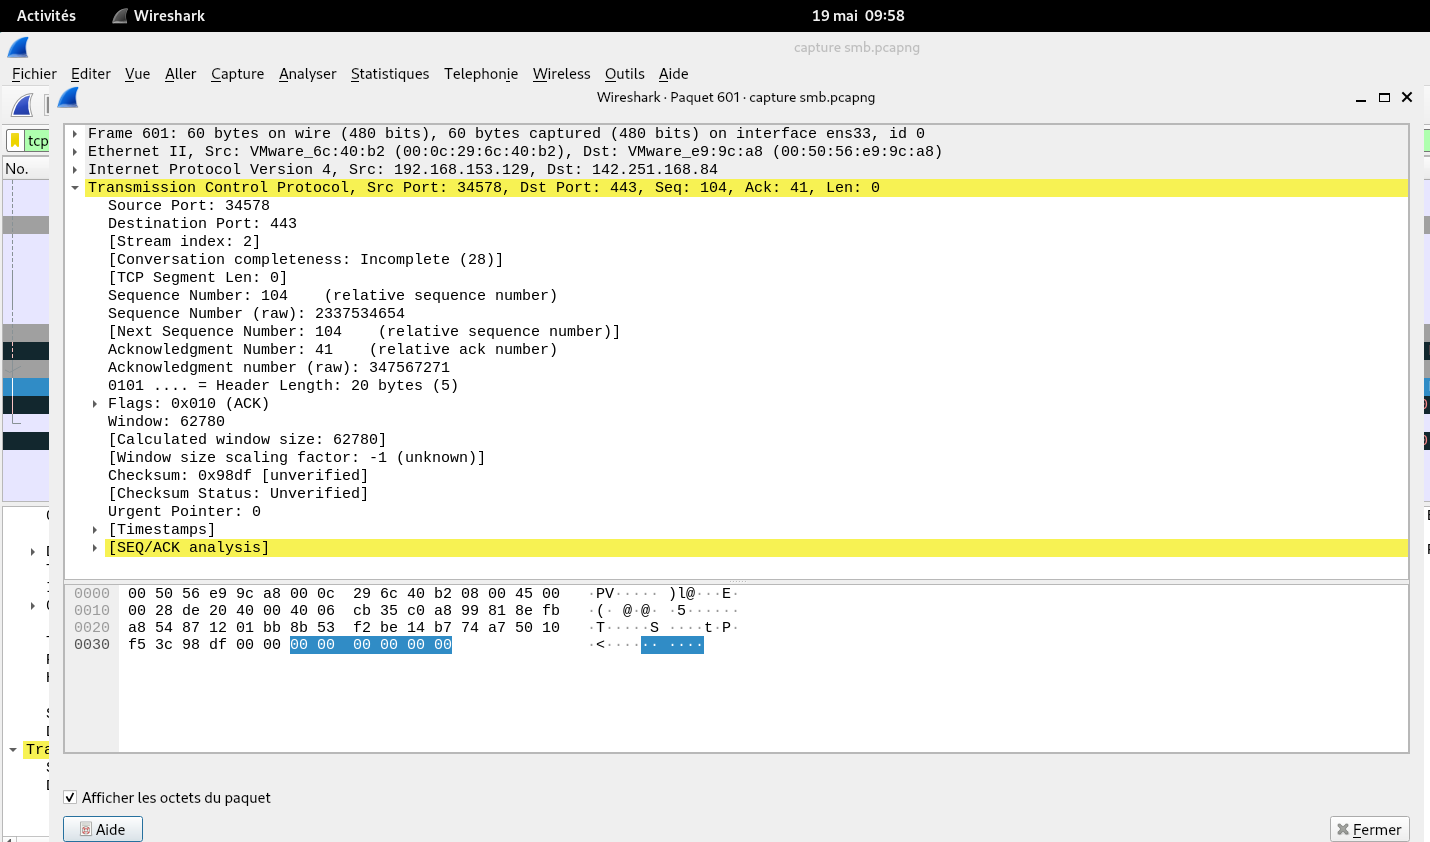 Activités Wireshark 19 mai 09:58
capture smb.pcapng
Fichier Editer Vue Aller Capture Analyser Statistiques Telephonie Wireless Outils Aide
Wireshark · Paquet 601 · capture smb.pcapng
tcp
No.
Frame 601: 60 bytes on wire (480 bits), 60 bytes captured (480 bits) on interface ens33, id 0
Ethernet II, Src: VMware_6c:40:b2 (00:0c:29:6c:40:b2), Dst: VMware_e9:9c:a8 (00:50:56:e9:9c:a8)
Internet Protocol Version 4, Src: 192.168.153.129, Dst: 142.251.168.84
Transmission Control Protocol, Src Port: 34578, Dst Port: 443, Seq: 104, Ack: 41, Len: 0
Source Port: 34578
Destination Port: 443
[Stream index: 2]
[Conversation completeness: Incomplete (28)]
[TCP Segment Len: 0]
Sequence Number: 104    (relative sequence number)
Sequence Number (raw): 2337534654
[Next Sequence Number: 104    (relative sequence number)]
Acknowledgment Number: 41    (relative ack number)
Acknowledgment number (raw): 347567271
0101 .... = Header Length: 20 bytes (5)
Flags: 0x010 (ACK)
Window: 62780
[Calculated window size: 62780]
[Window size scaling factor: -1 (unknown)]
Checksum: 0x98df [unverified]
[Checksum Status: Unverified]
Urgent Pointer: 0
[Timestamps]
[SEQ/ACK analysis]
Tra
0000 00 50 56 e9 9c a8 00 0c 29 6c 40 b2 08 00 45 00 ·PV····· )l@···E·
0010 00 28 de 20 40 00 40 06 cb 35 c0 a8 99 81 8e fb ·(· @·@· ·5······
0020 a8 54 87 12 01 bb 8b 53 f2 be 14 b7 74 a7 50 10 ·T·····S ····t·P·
0030 f5 3c 98 df 00 00 00 00 00 00 00 00 ·<······ ····
Afficher les octets du paquet
Aide
Fermer